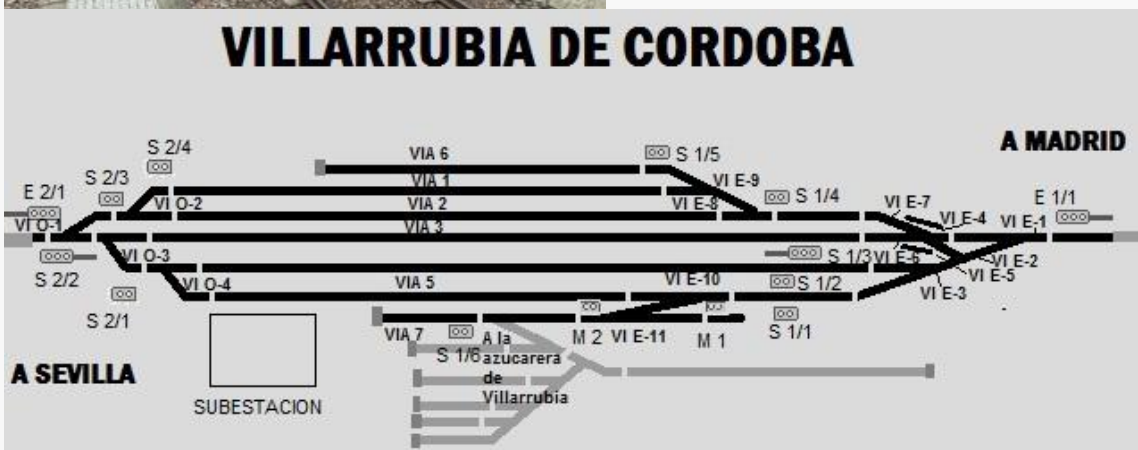 VILLARRUBIA DE CORDOBA
S 2/4
VIA 6
S 1/5
A MADRID
S 2/3
VIA 1
VI E-9
E 2/1
VI O-2
VIA 2
VI E-8
S 1/4
VI E-7
E 1/1
VI O-1
VIA 3
VI E-4
VI E-1
S 2/2
VI O-3
S 1/3
VI E-6
VI E-2
VI E-5
VI O-4
VIA 5
VI E-10
S 1/2
VI E-3
S 2/1
VIA 7
S 1/6
A la
azucarera
de
Villarrubia
M 2
VI E-11
M 1
S 1/1
A SEVILLA
SUBESTACION